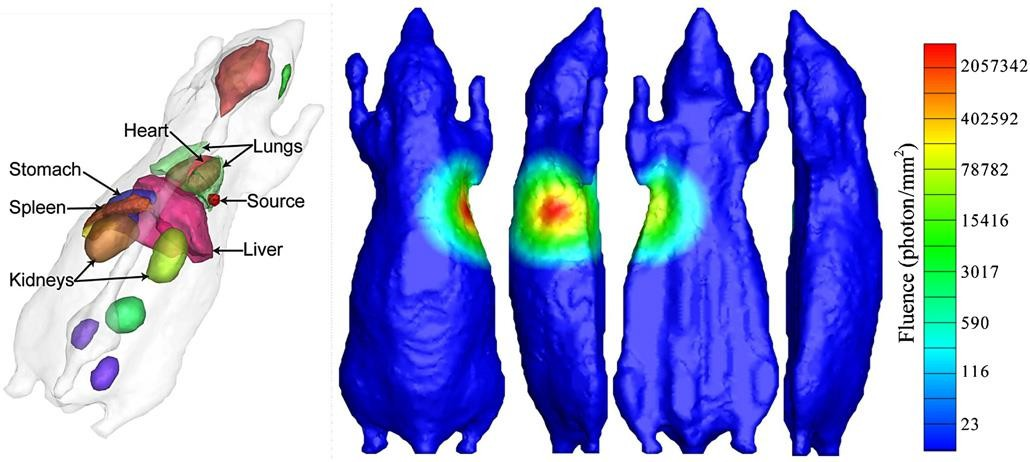 Heart
Lungs
Stomach
Spleen
Source
Liver
Kidneys
Fluence (photon/mm²)
2057342
402592
78782
15416
3017
590
116
23